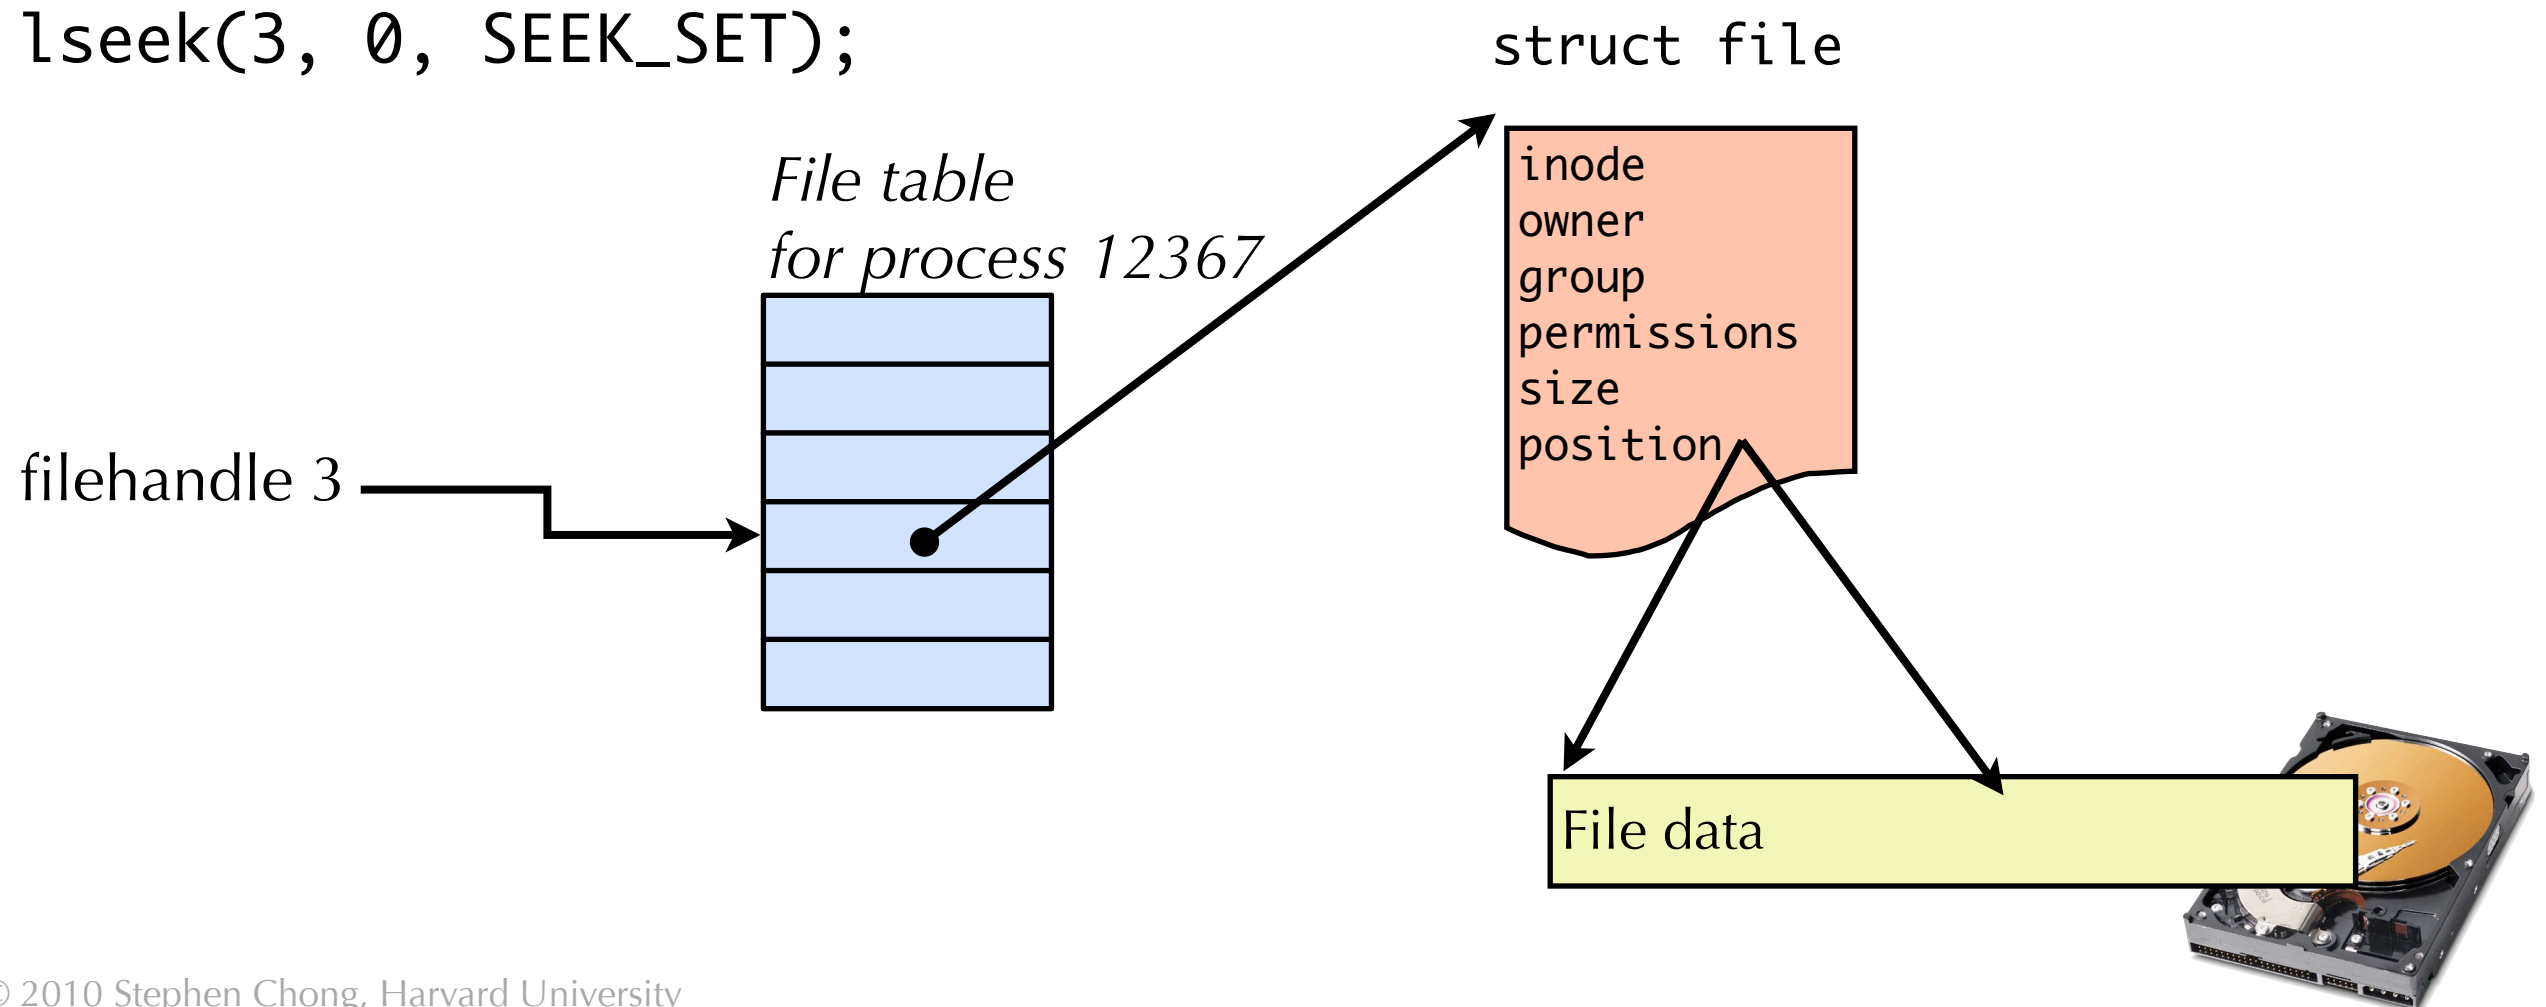 lseek(3, 0, SEEK_SET);
struct file
File table
for process 12367
inode
owner
group
permissions
size
position
filehandle 3
File data
© 2010 Stephen Chong, Harvard University